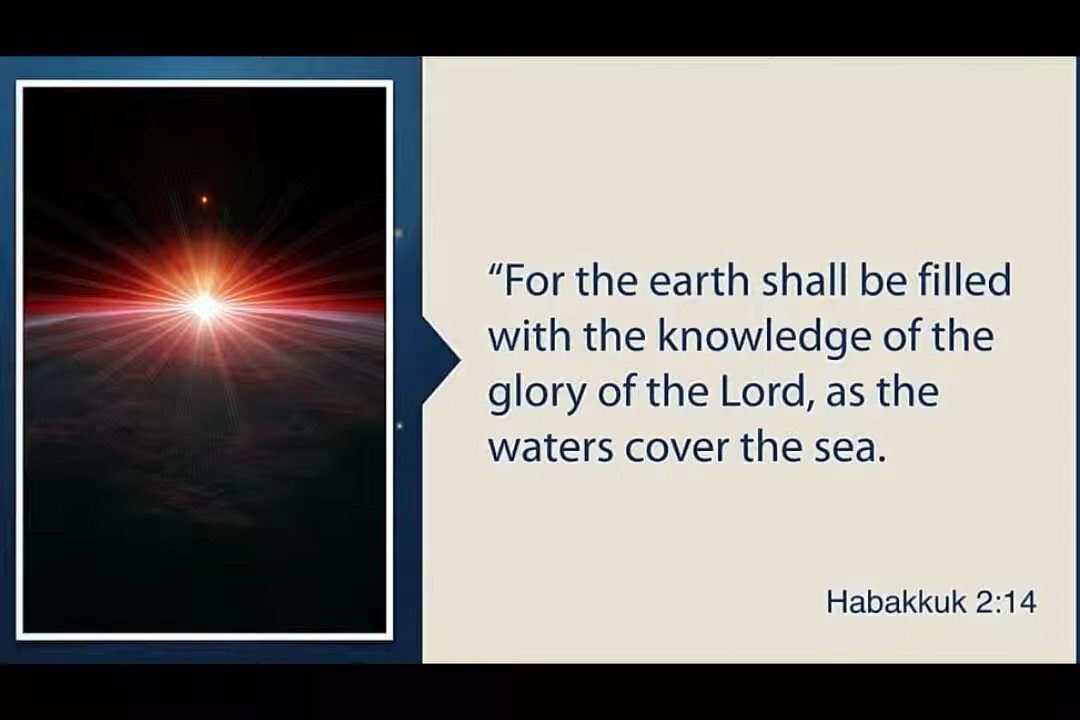 “For the earth shall be filled
with the knowledge of the
glory of the Lord, as the
waters cover the sea.
Habakkuk 2:14